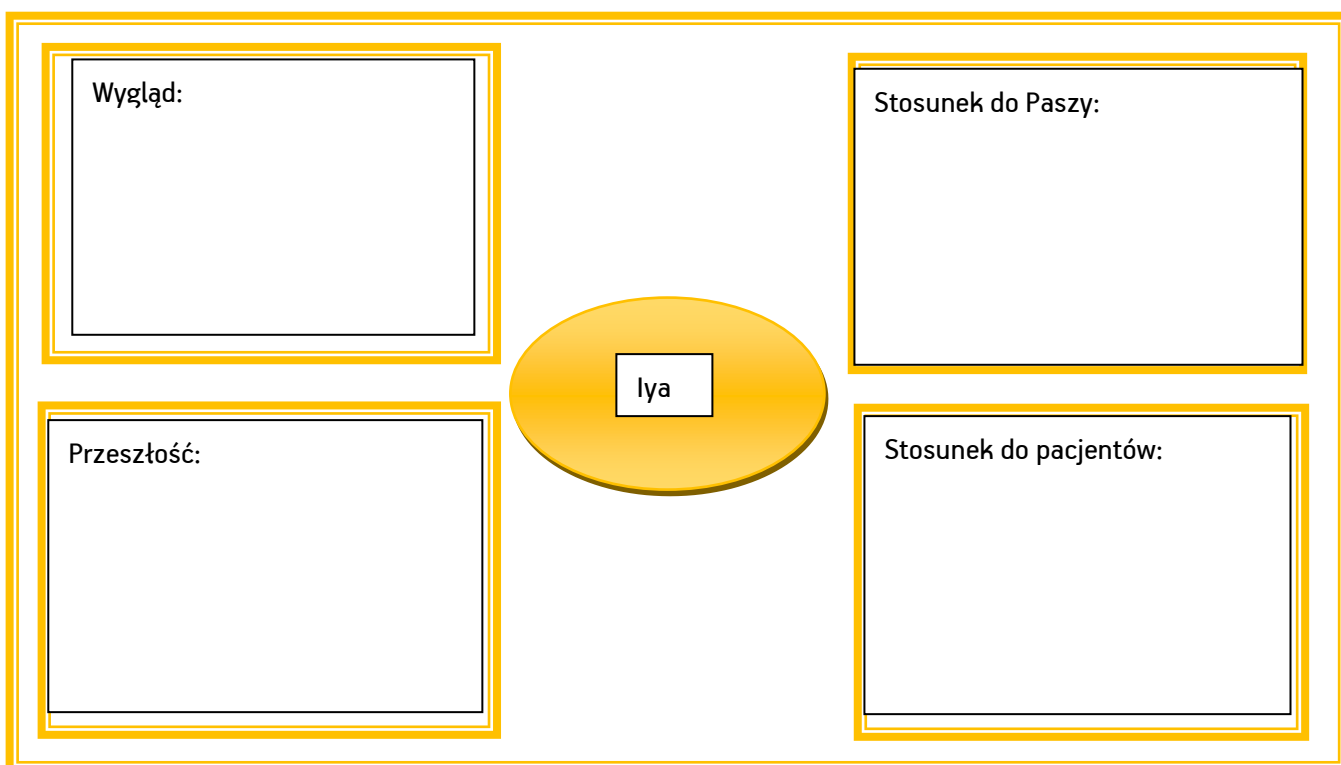 Wygląd:
Stosunek do Paszy:
Iya
Przeszłość:
Stosunek do pacjentów: